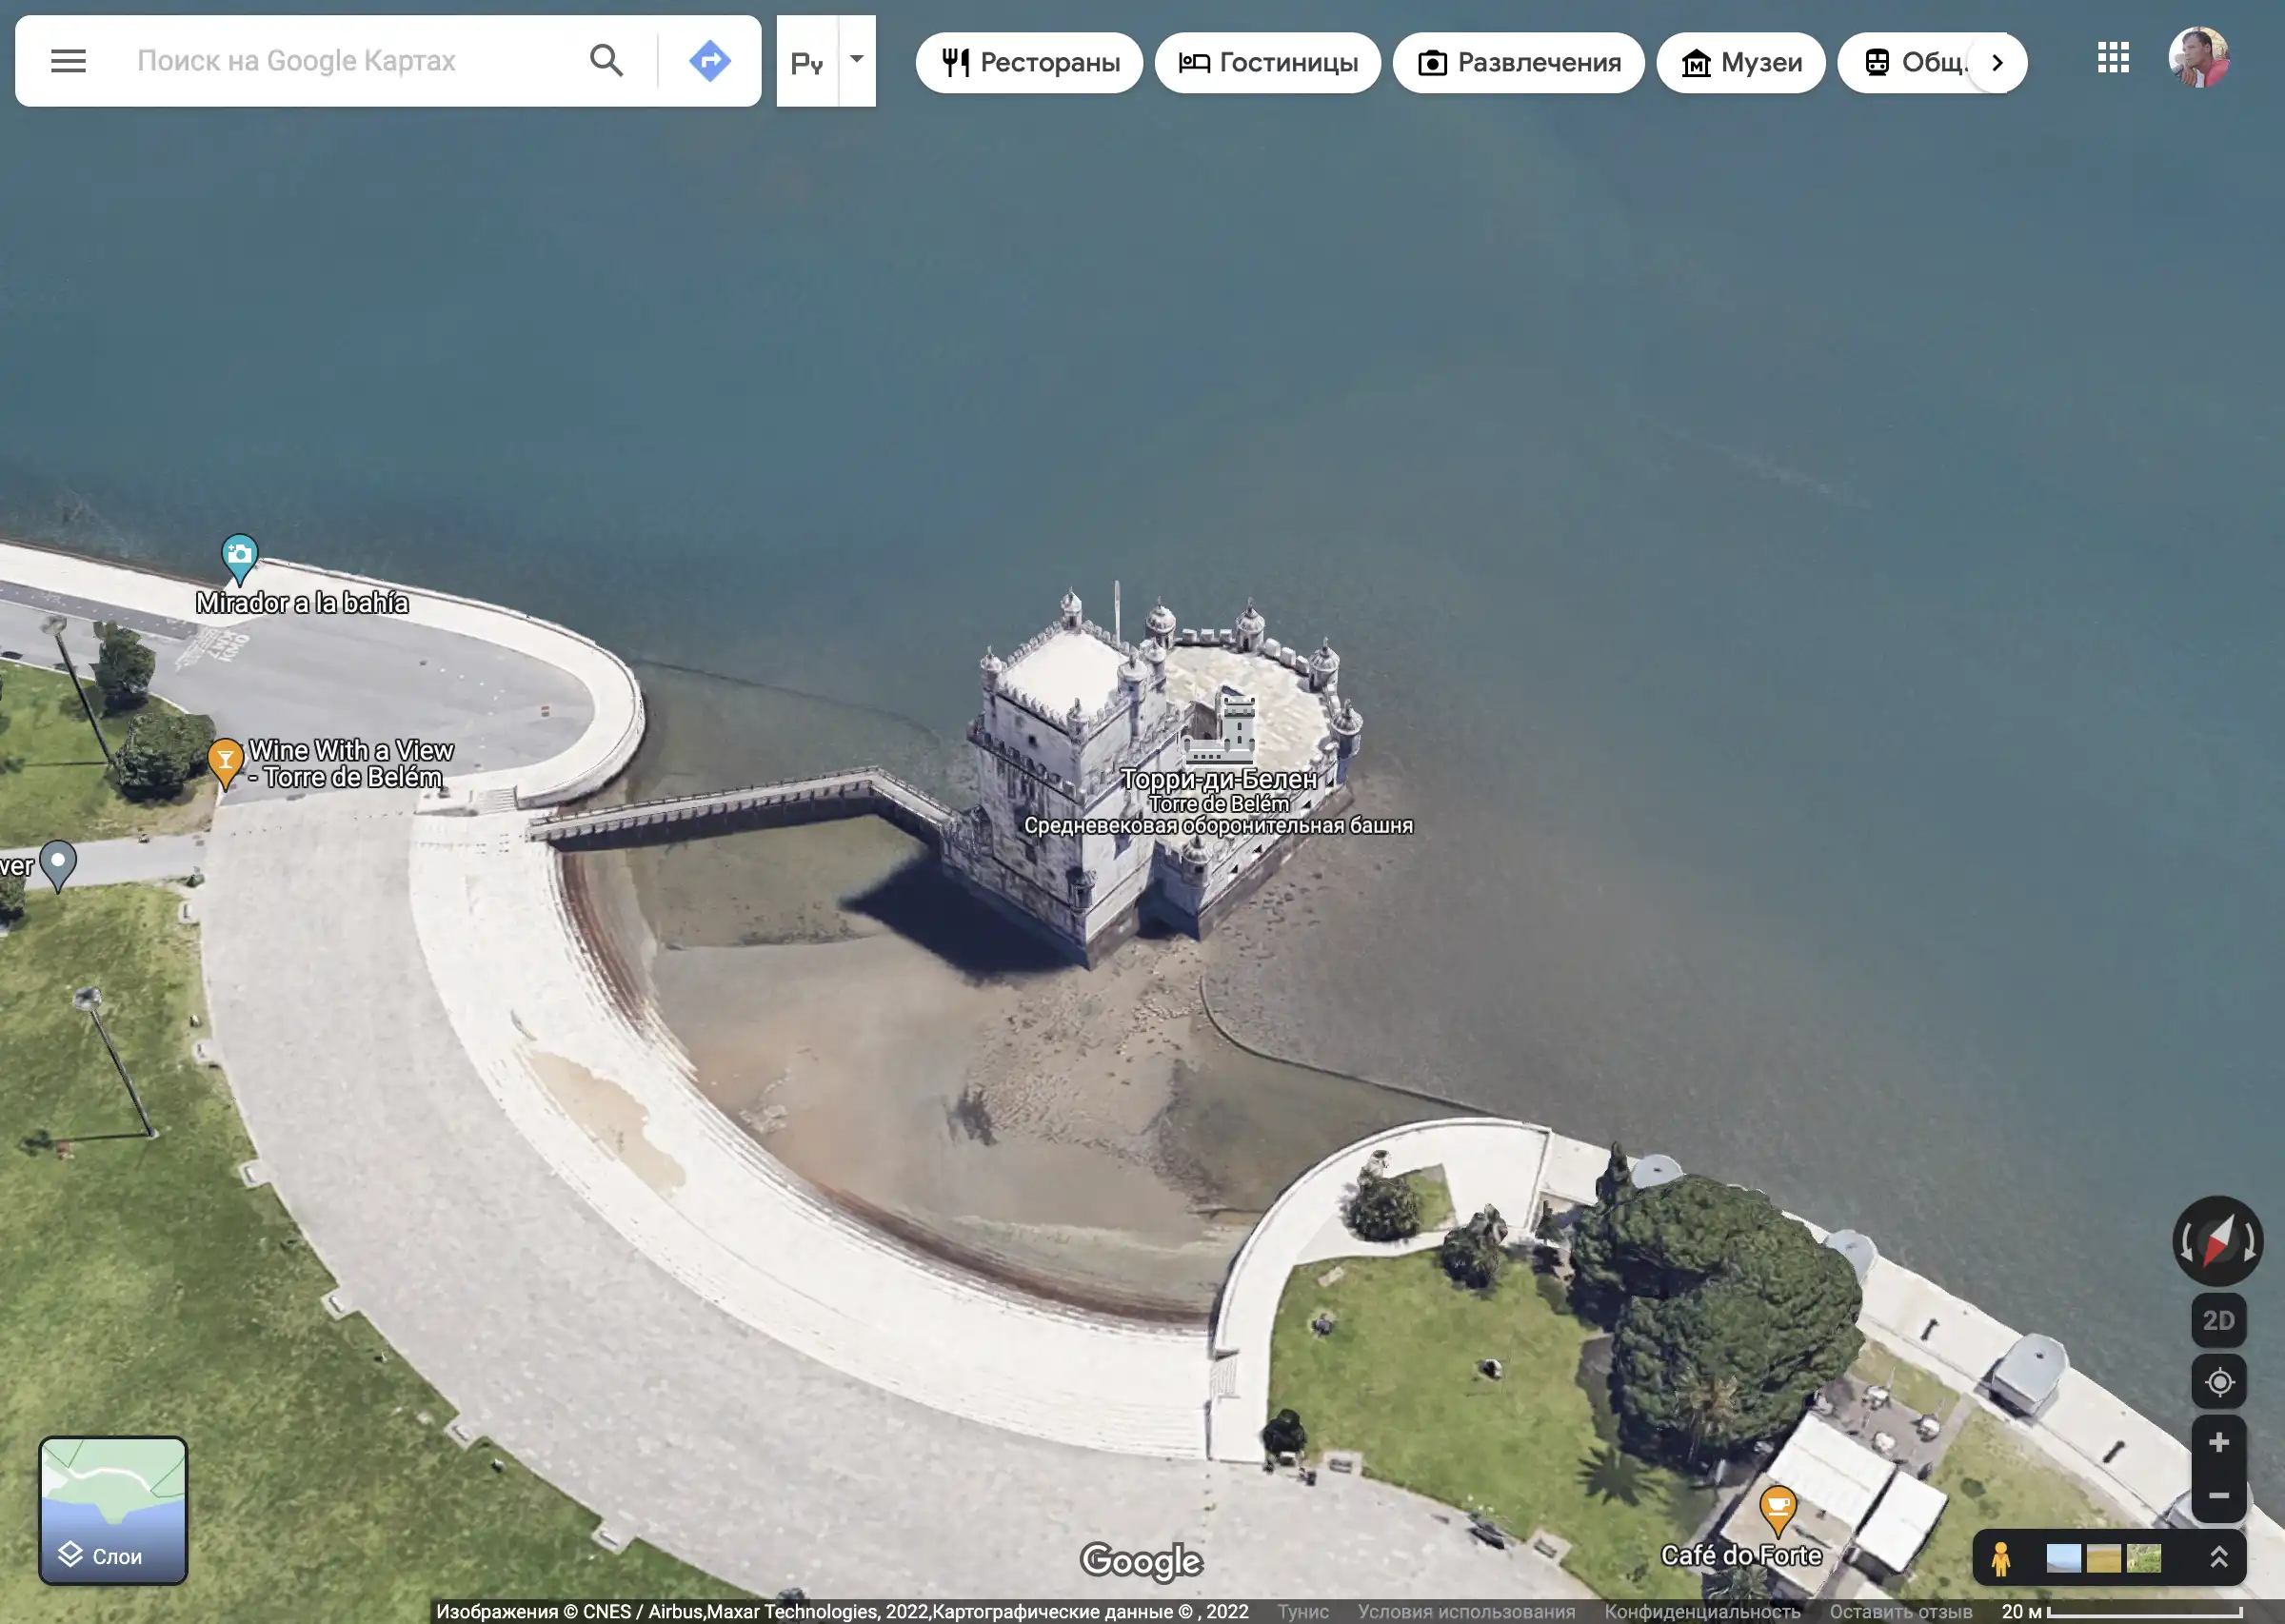 Поиск на Google Картах
Ру
Рестораны
Гостиницы
Развлечения
Музеи
Общ.
Mirador a la bahía
Wine With a View
- Torre de Belém
ver
Торри-ди-Белен
Torre de Belém
Средневековая оборонительная башня
2D
Слои
Google
Café do Forte
Изображения © CNES / Airbus,Maxar Technologies, 2022,Картографические данные © , 2022 Тунис Условия использования Конфиденциальность Оставить отзыв 20 м